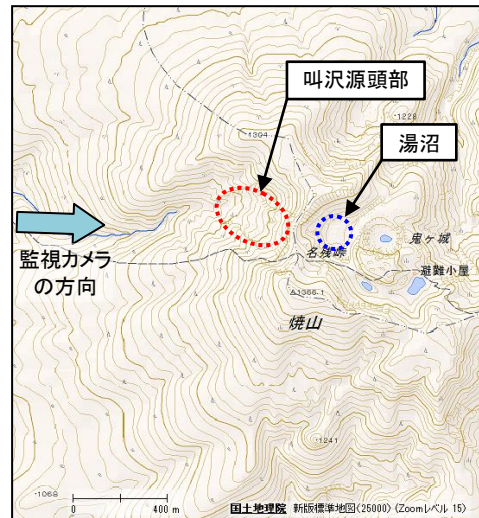 叫沢源頭部
湯沼
・1228
・1304
鬼ヶ城
名残峠
避難小屋
監視カメラ
の方向
△1366.1
焼山
・1241
・1068
0 400 m
国土地理院 新版標準地図(25000) (Zoomレベル 15)